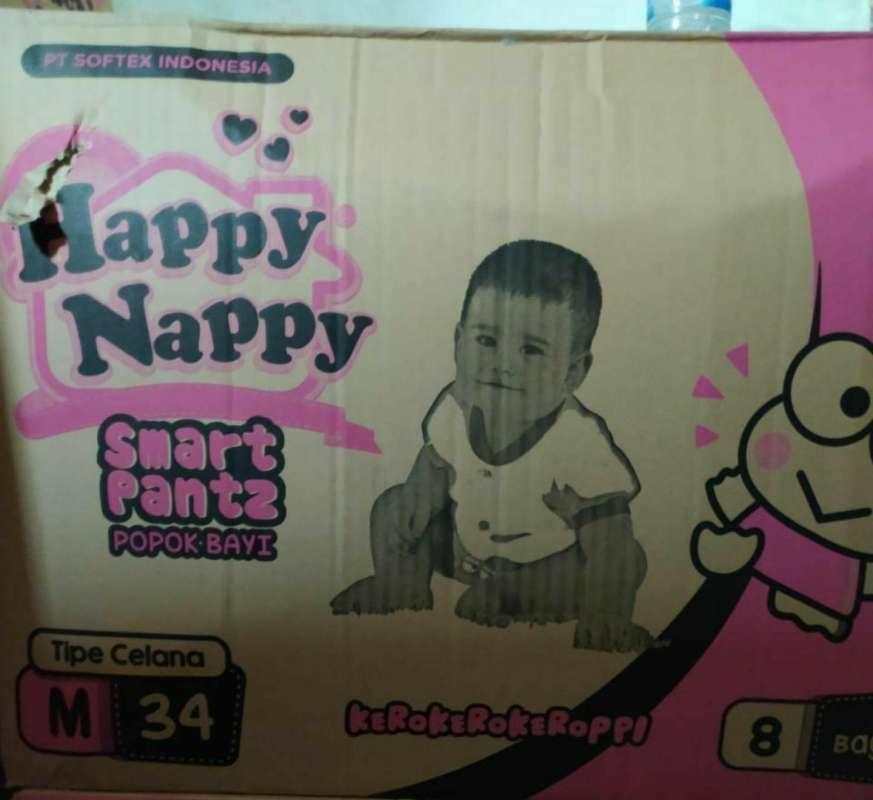 PT SOFTEX INDONESIA
Happy
Nappy
Smart
Pantz
POPOK BAYI
Tipe Celana
M 34
KEROKEROKEROPPI
8